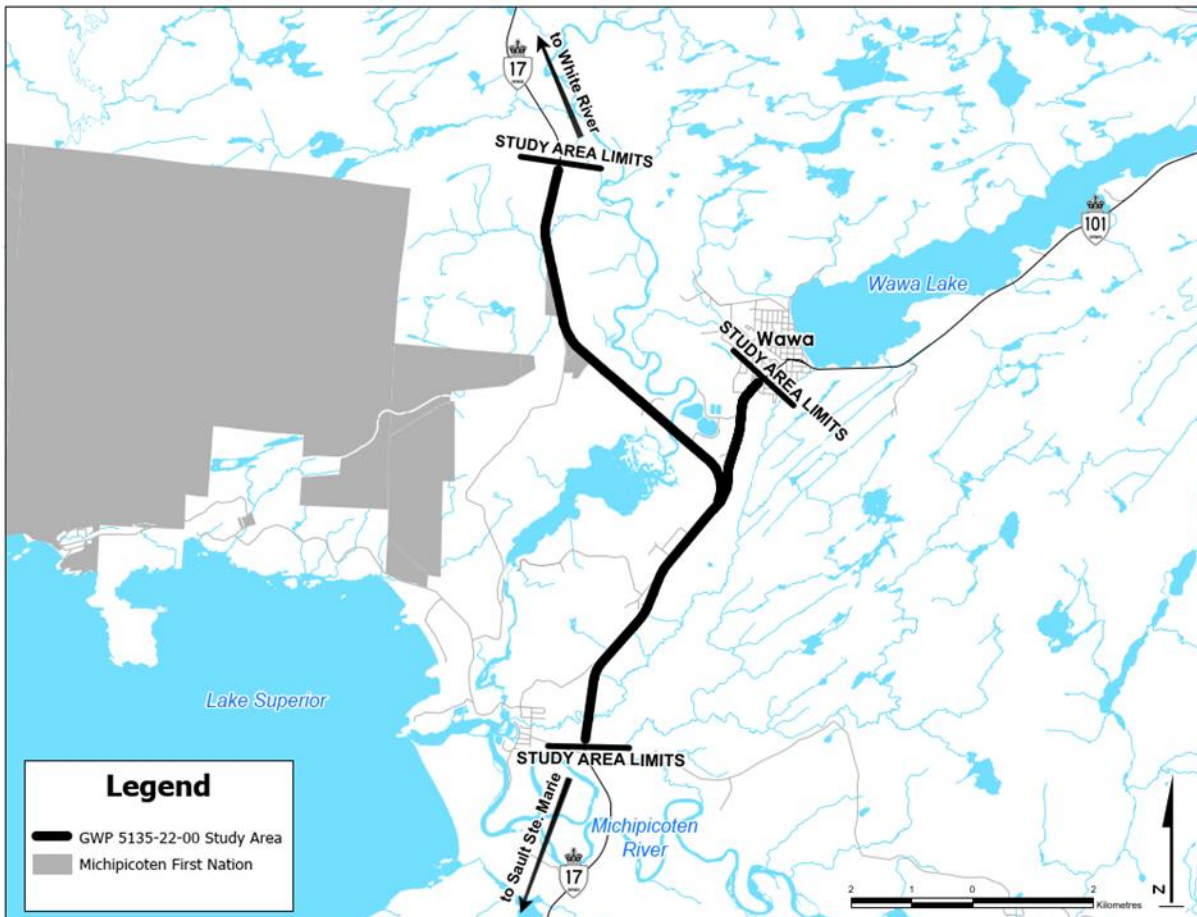 17
to White River
STUDY AREA LIMITS
101
Wawa Lake
Wawa
STUDY AREA LIMITS
Lake Superior
STUDY AREA LIMITS
to Sault Ste. Marie
Michipicoten
River
17
Legend
GWP 5135-22-00 Study Area
Michipicoten First Nation
2 1 0 2
Kilometres
N